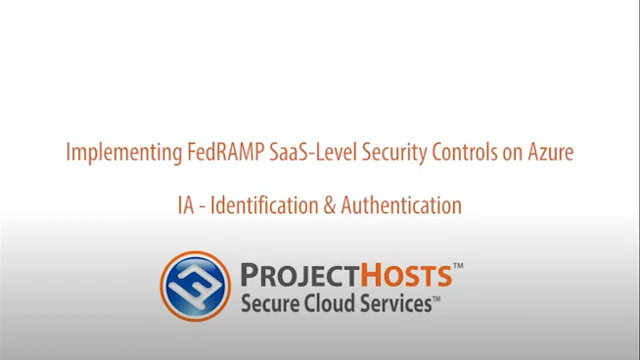 Implementing FedRAMP SaaS-Level Security Controls on Azure
IA - Identification & Authentication
PROJECTHOSTS™
Secure Cloud Services™